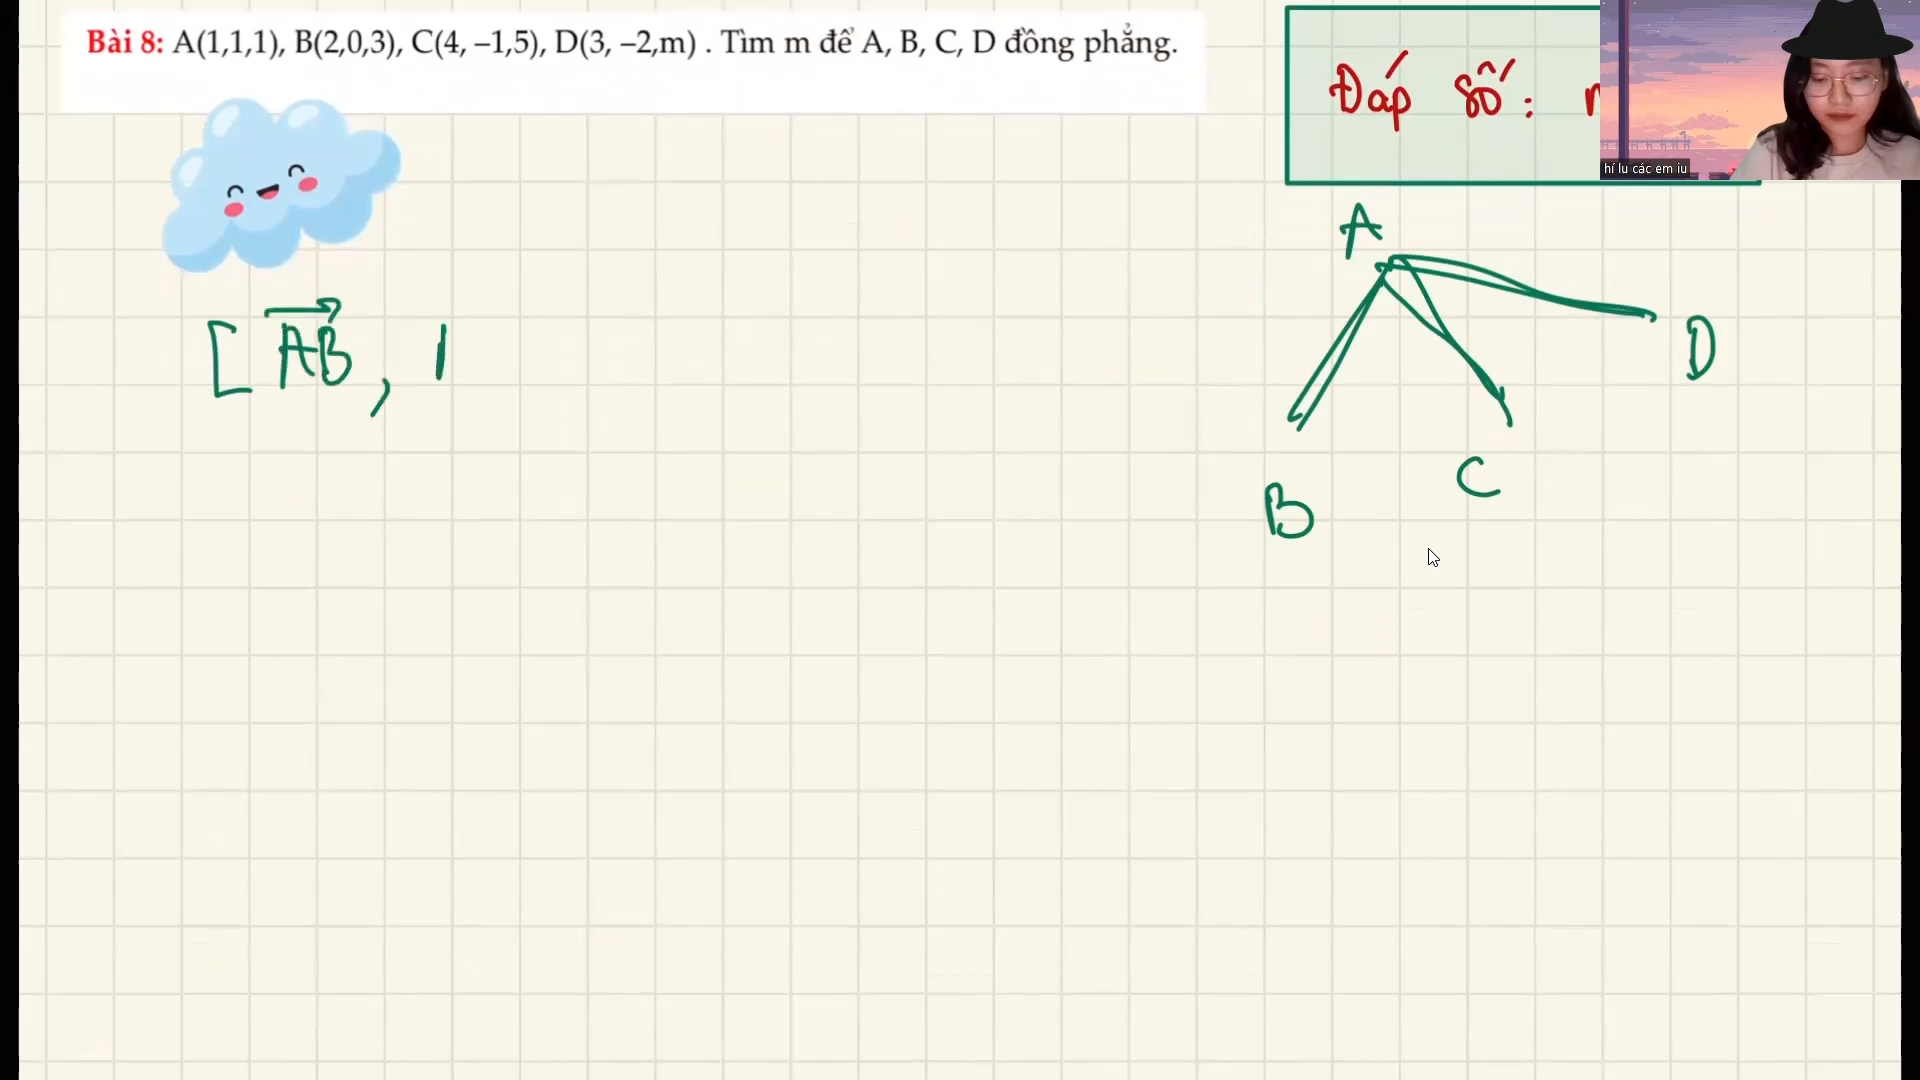 Bài 8: A(1,1,1), B(2,0,3), C(4, –1,5), D(3, –2,m) . Tìm m để A, B, C, D đồng phẳng.
Đáp số:
hí lu các em iu
A
[ AB ,
D
C
B